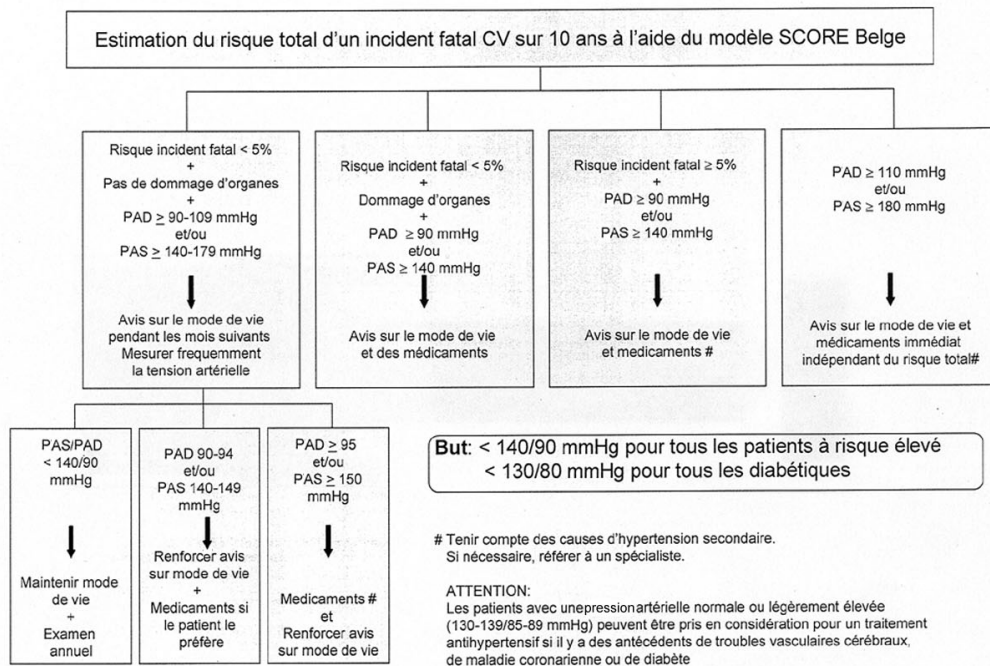 Estimation du risque total d'un incident fatal CV sur 10 ans à l'aide du modèle SCORE Belge
Risque incident fatal < 5%
+
Pas de dommage d'organes
+
PAD ≥ 90-109 mmHg
et/ou
PAS ≥ 140-179 mmHg
Avis sur le mode de vie
pendant les mois suivants
Mesurer frequemment
la tension artérielle
Risque incident fatal < 5%
+
Dommage d'organes
+
PAD ≥ 90 mmHg
et/ou
PAS ≥ 140 mmHg
Avis sur le mode de vie
et des médicaments
Risque incident fatal ≥ 5%
+
PAD ≥ 90 mmHg
et/ou
PAS ≥ 140 mmHg
Avis sur le mode de vie
et medicaments #
PAD ≥ 110 mmHg
et/ou
PAS ≥ 180 mmHg
Avis sur le mode de vie et
médicaments immédiat
indépendant du risque total#
PAS/PAD
< 140/90
mmHg
Maintenir mode
de vie
+
Examen
annuel
PAD 90-94
et/ou
PAS 140-149
mmHg
Renforcer avis
sur mode de vie
+
Medicaments si
le patient le
préfère
PAD ≥ 95
et/ou
PAS ≥ 150
mmHg
Medicaments #
et
Renforcer avis
sur mode de vie
But: < 140/90 mmHg pour tous les patients à risque élevé
< 130/80 mmHg pour tous les diabétiques
# Tenir compte des causes d'hypertension secondaire.
Si nécessaire, référer à un spécialiste.
ATTENTION:
Les patients avec unepression artérielle normale ou légèrement élevée
(130-139/85-89 mmHg) peuvent être pris en considération pour un traitement
antihypertensif si il y a des antécédents de troubles vasculaires cérébraux,
de maladie coronarienne ou de diabète